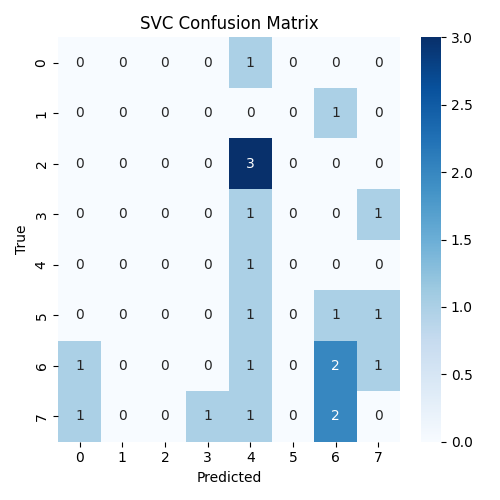 SVC Confusion Matrix
0 0 0 0 0 1 0 0 0
1 0 0 0 0 0 0 1 0
2 0 0 0 0 3 0 0 0
3 0 0 0 0 1 0 0 1
4 0 0 0 0 1 0 0 0
5 0 0 0 0 1 0 1 1
6 1 0 0 0 1 0 2 1
7 1 0 0 1 1 0 2 0
0 1 2 3 4 5 6 7
Predicted
True
3.0
2.5
2.0
1.5
1.0
0.5
0.0